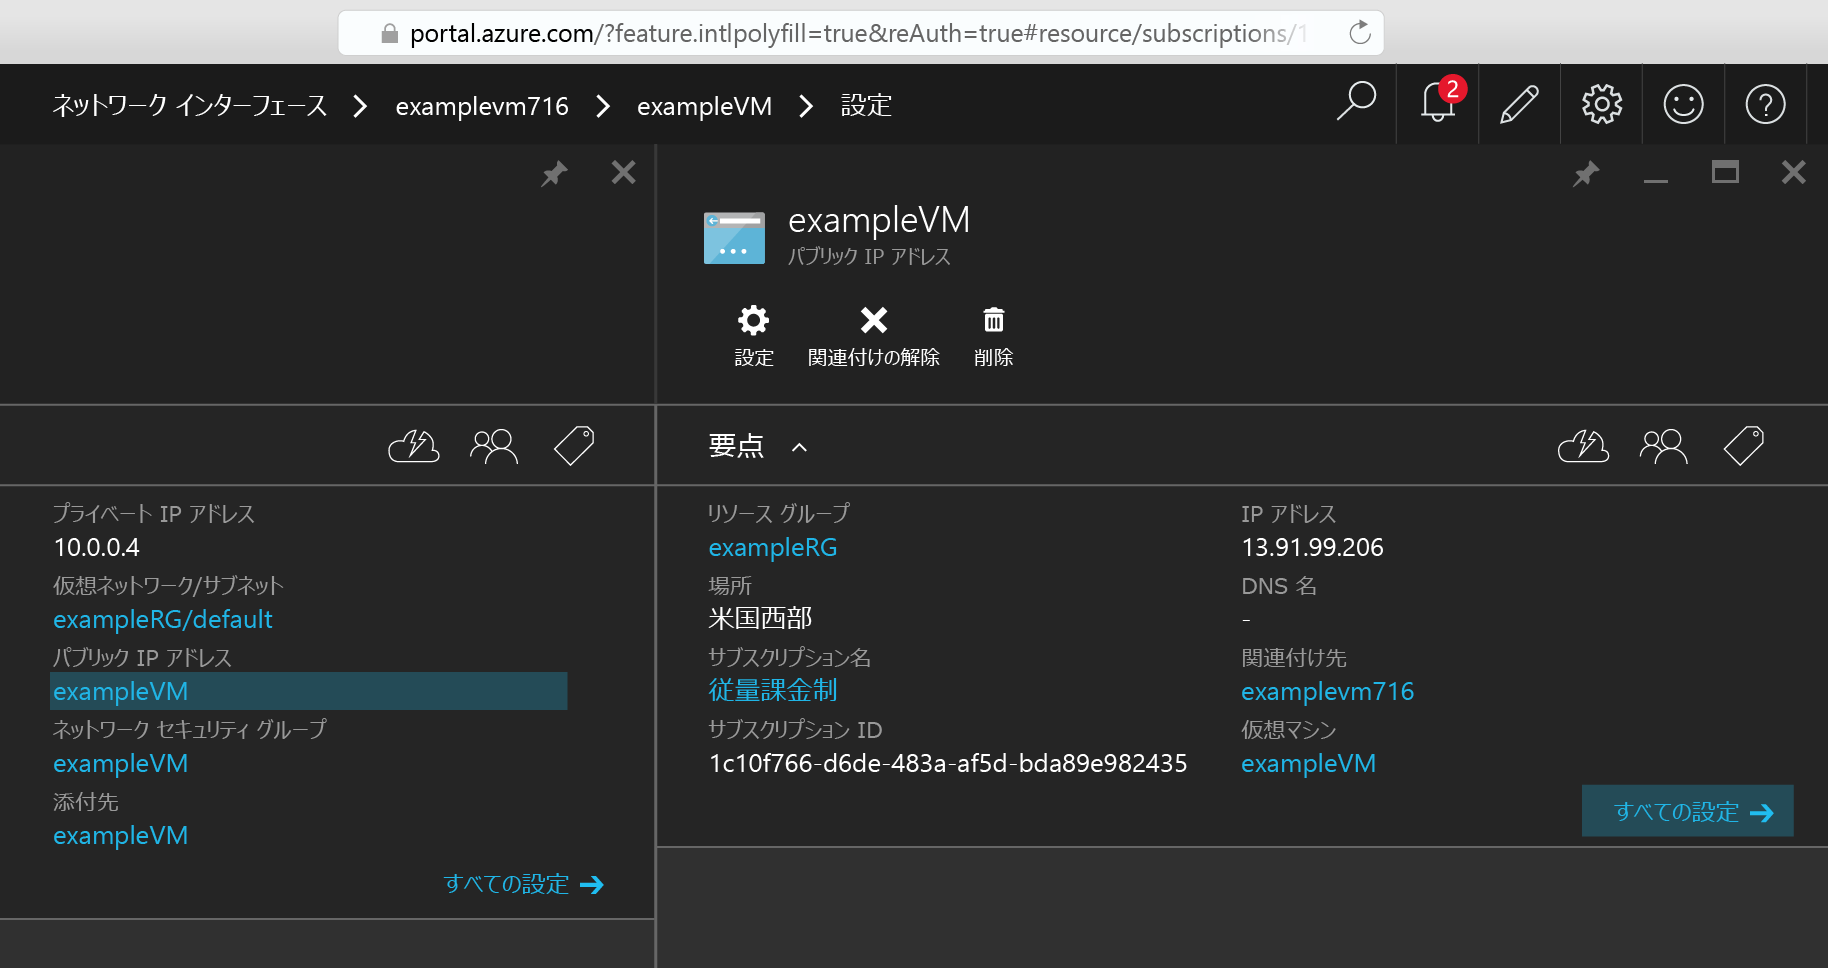 portal.azure.com/?feature.intlpolyfill=true&reAuth=true#resource/subscriptions/1
ネットワーク インターフェース > examplevm716 > exampleVM > 設定
2
exampleVM
パブリック IP アドレス
設定 関連付けの解除 削除
プライベート IP アドレス
10.0.0.4
仮想ネットワーク/サブネット
exampleRG/default
パブリック IP アドレス
exampleVM
ネットワーク セキュリティ グループ
exampleVM
添付先
exampleVM
すべての設定 →
要点
リソース グループ
exampleRG
場所
米国西部
サブスクリプション名
従量課金制
サブスクリプション ID
1c10f766-d6de-483a-af5d-bda89e982435
IP アドレス
13.91.99.206
DNS 名
-
関連付け先
examplevm716
仮想マシン
exampleVM
すべての設定 →